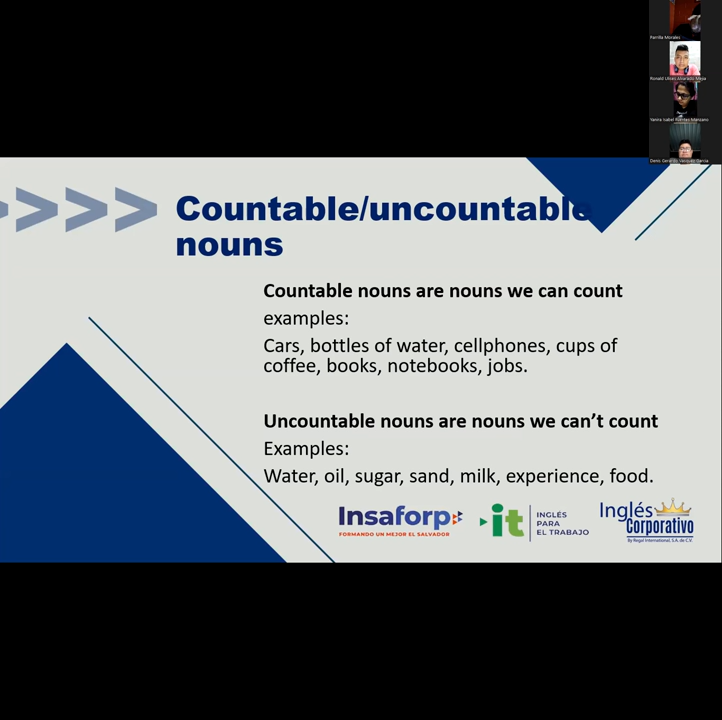 Parrilla Morales
Ronald Ulises Alvarado Mejia
Yanira Isabel Fuentes Manzano
Denis Gerardo Vasquez Garcia
>>>>
Countable/uncountable
nouns
Countable nouns are nouns we can count
examples:
Cars, bottles of water, cellphones, cups of
coffee, books, notebooks, jobs.
Uncountable nouns are nouns we can’t count
Examples:
Water, oil, sugar, sand, milk, experience, food.
Insaforp
FORMANDO UN MEJOR EL SALVADOR
it
INGLÉS
PARA
EL TRABAJO
Inglés
Corporativo
By Regal International, S.A. de C.V.